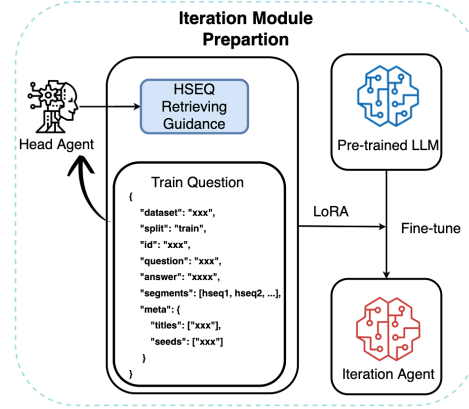 Iteration Module
Prepartion
HSEQ
Retrieving
Guidance
Head Agent
Pre-trained LLM
Train Question
{
"dataset": "xxx",
"split": "train",
"id": "xxx",
"question": "xxx",
"answer": "xxxx",
"segments": [hseq1, hseq2, ...],
"meta": {
"titles": ["xxx"],
"seeds": ["xxx"]
}
}
LoRA
Fine-tune
Iteration Agent